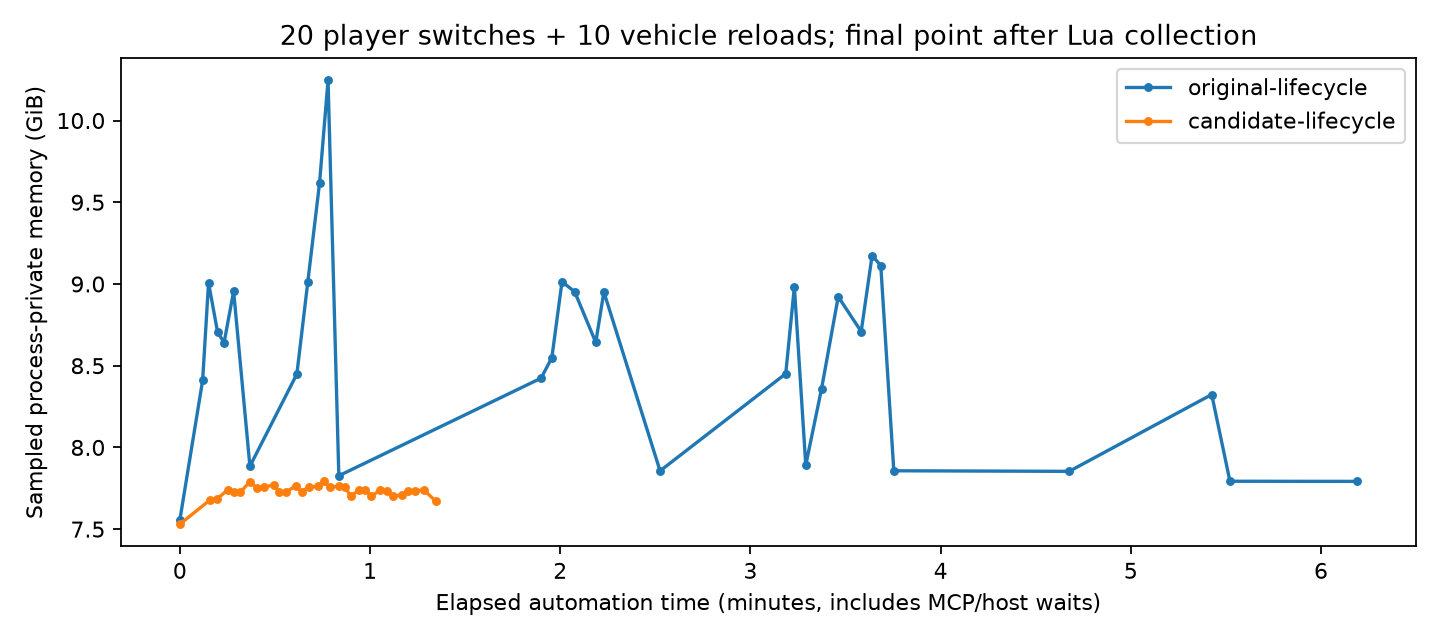 20 player switches + 10 vehicle reloads; final point after Lua collection
original-lifecycle
candidate-lifecycle
Sampled process-private memory (GiB)
10.0
9.5
9.0
8.5
8.0
7.5
0 1 2 3 4 5 6
Elapsed automation time (minutes, includes MCP/host waits)